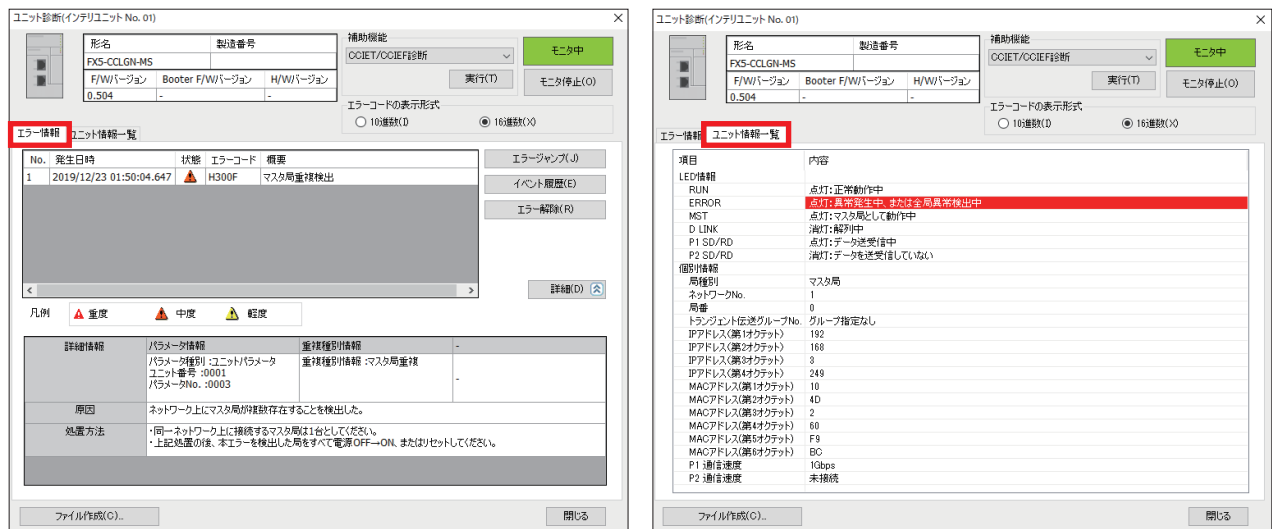 ユニット診断(インテリユニット No. 01)
形名
製造番号
FX5-CCLGN-MS
F/Wバージョン
Booter F/Wバージョン
H/Wバージョン
0.504
-
-
補助機能
CCIET/CCIEF診断
実行(T)
モニタ中
モニタ停止(O)
エラーコードの表示形式
10進数(I)
16進数(X)
エラー情報
ユニット情報一覧
No. 発生日時 状態 エラーコード 概要
1 2019/12/23 01:50:04.647 H300F マスタ局重複検出
エラージャンプ(J)
イベント履歴(E)
エラー解除(R)
詳細(D)
凡例 重度 中度 軽度
詳細情報 パラメータ情報 重複種別情報 -
パラメータ種別 :ユニットパラメータ 重複種別情報 :マスタ局重複
ユニット番号 :0001
パラメータNo. :0003
-
原因 ネットワーク上にマスタ局が複数存在することを検出した。
処置方法 ・同一ネットワーク上に接続するマスタ局は1台としてください。
・上記処置の後、本エラーを検出した局をすべて電源OFF→ON、またはリセットしてください。
ファイル作成(C)...
閉じる
ユニット診断(インテリユニット No. 01)
形名
製造番号
FX5-CCLGN-MS
F/Wバージョン
Booter F/Wバージョン
H/Wバージョン
0.504
-
-
補助機能
CCIET/CCIEF診断
実行(T)
モニタ中
モニタ停止(O)
エラーコードの表示形式
10進数(I)
16進数(X)
エラー情報
ユニット情報一覧
項目 内容
LED情報
RUN 点灯:正常動作中
ERROR 点灯:異常発生中、または全局異常検出中
MST 点灯:マスタ局として動作中
D LINK 消灯:解列中
P1 SD/RD 点灯:データ送受信中
P2 SD/RD 消灯:データを送受信していない
個別情報
局種別 マスタ局
ネットワークNo. 1
局番 0
トランジェント伝送グループNo. グループ指定なし
IPアドレス(第1オクテット) 192
IPアドレス(第2オクテット) 168
IPアドレス(第3オクテット) 3
IPアドレス(第4オクテット) 249
MACアドレス(第1オクテット) 10
MACアドレス(第2オクテット) 4D
MACアドレス(第3オクテット) 2
MACアドレス(第4オクテット) 60
MACアドレス(第5オクテット) F9
MACアドレス(第6オクテット) BC
P1 通信速度 1Gbps
P2 通信速度 未接続
ファイル作成(C)...
閉じる